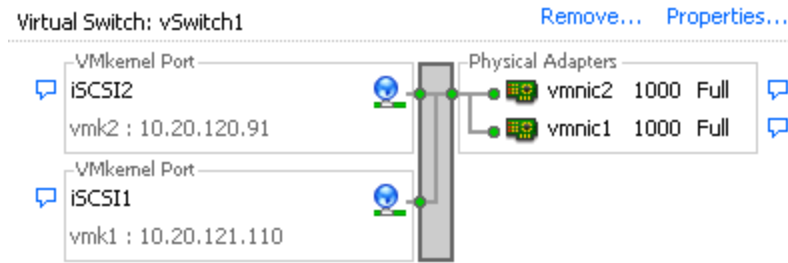 Virtual Switch: vSwitch1 Remove... Properties...
VMkernel Port
iSCSI2
vmk2 : 10.20.120.91
Physical Adapters
vmnic2 1000 Full
vmnic1 1000 Full
VMkernel Port
iSCSI1
vmk1 : 10.20.121.110